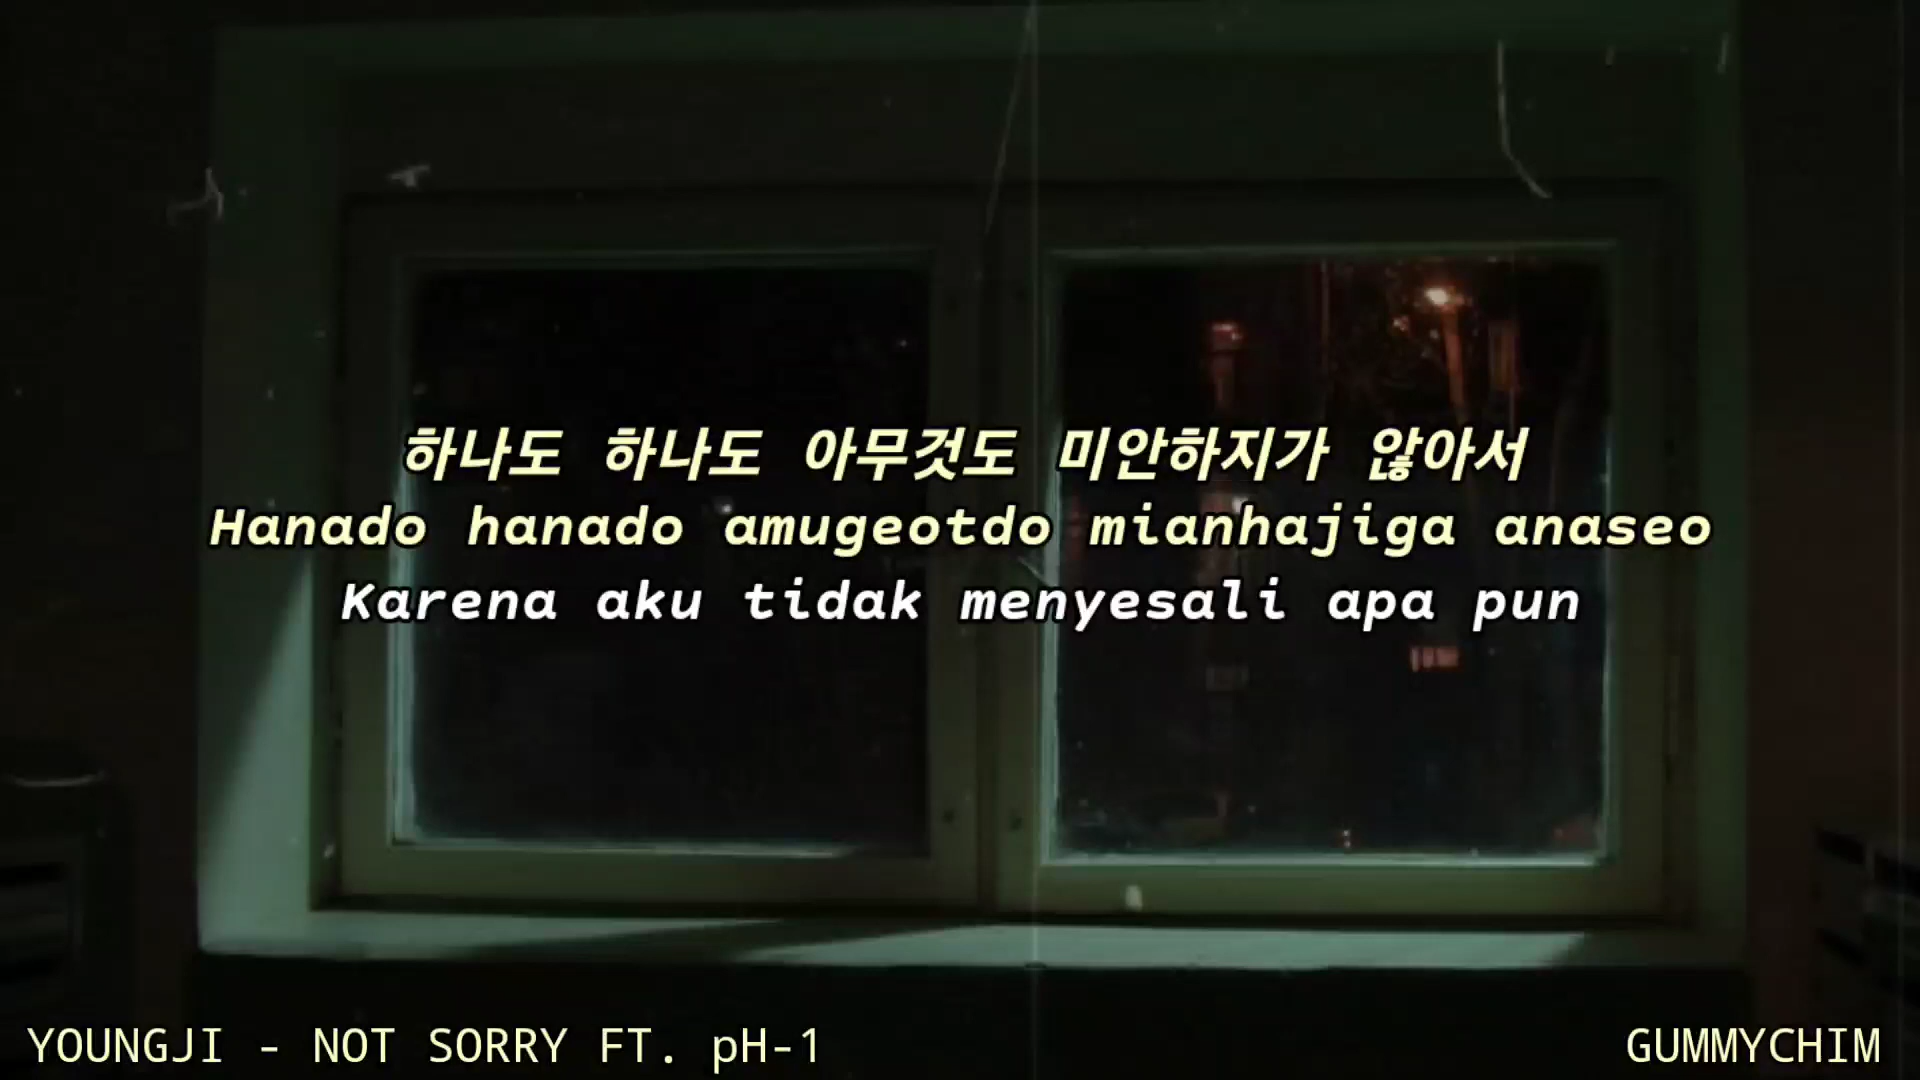 하나도 하나도 아무것도 미안하지가 않아서
Hanado hanado amugeotdo mianhajiga anaseo
Karena aku tidak menyesali apa pun
YOUNGJI - NOT SORRY FT. pH-1
GUMMYCHIM